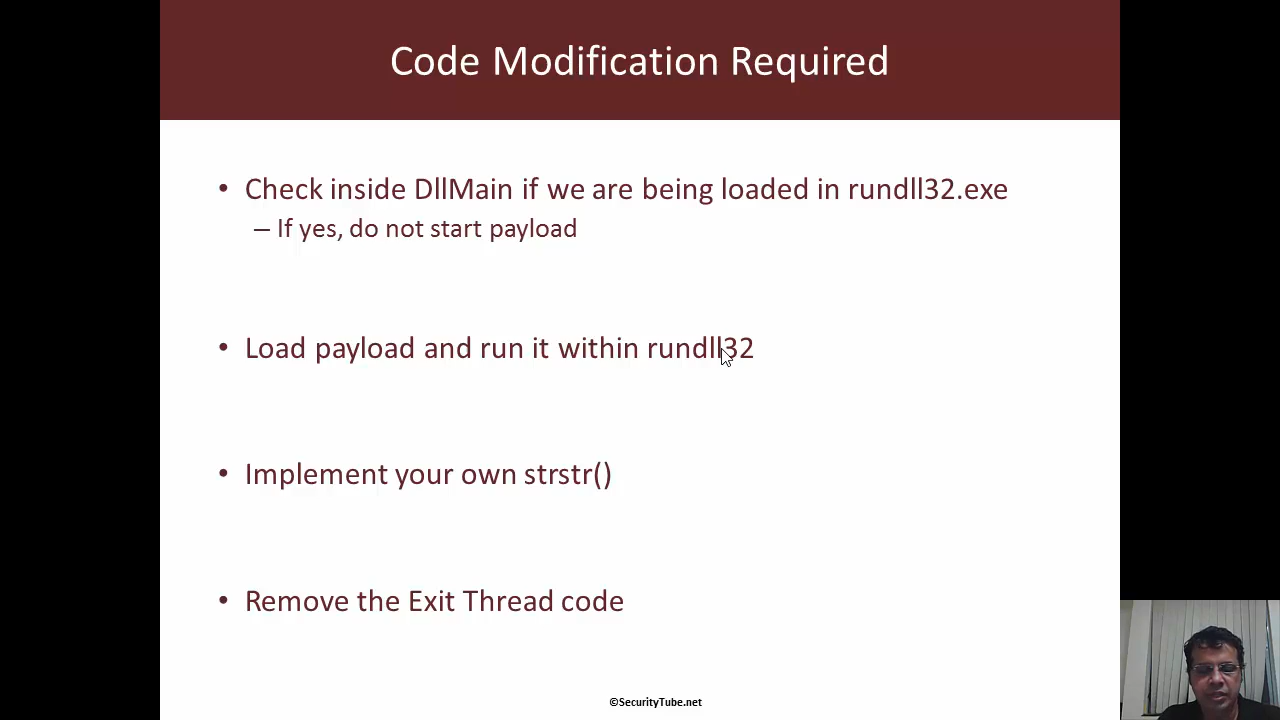 Code Modification Required
• Check inside DllMain if we are being loaded in rundll32.exe
– If yes, do not start payload
• Load payload and run it within rundll32
• Implement your own strstr()
• Remove the Exit Thread code
©SecurityTube.net